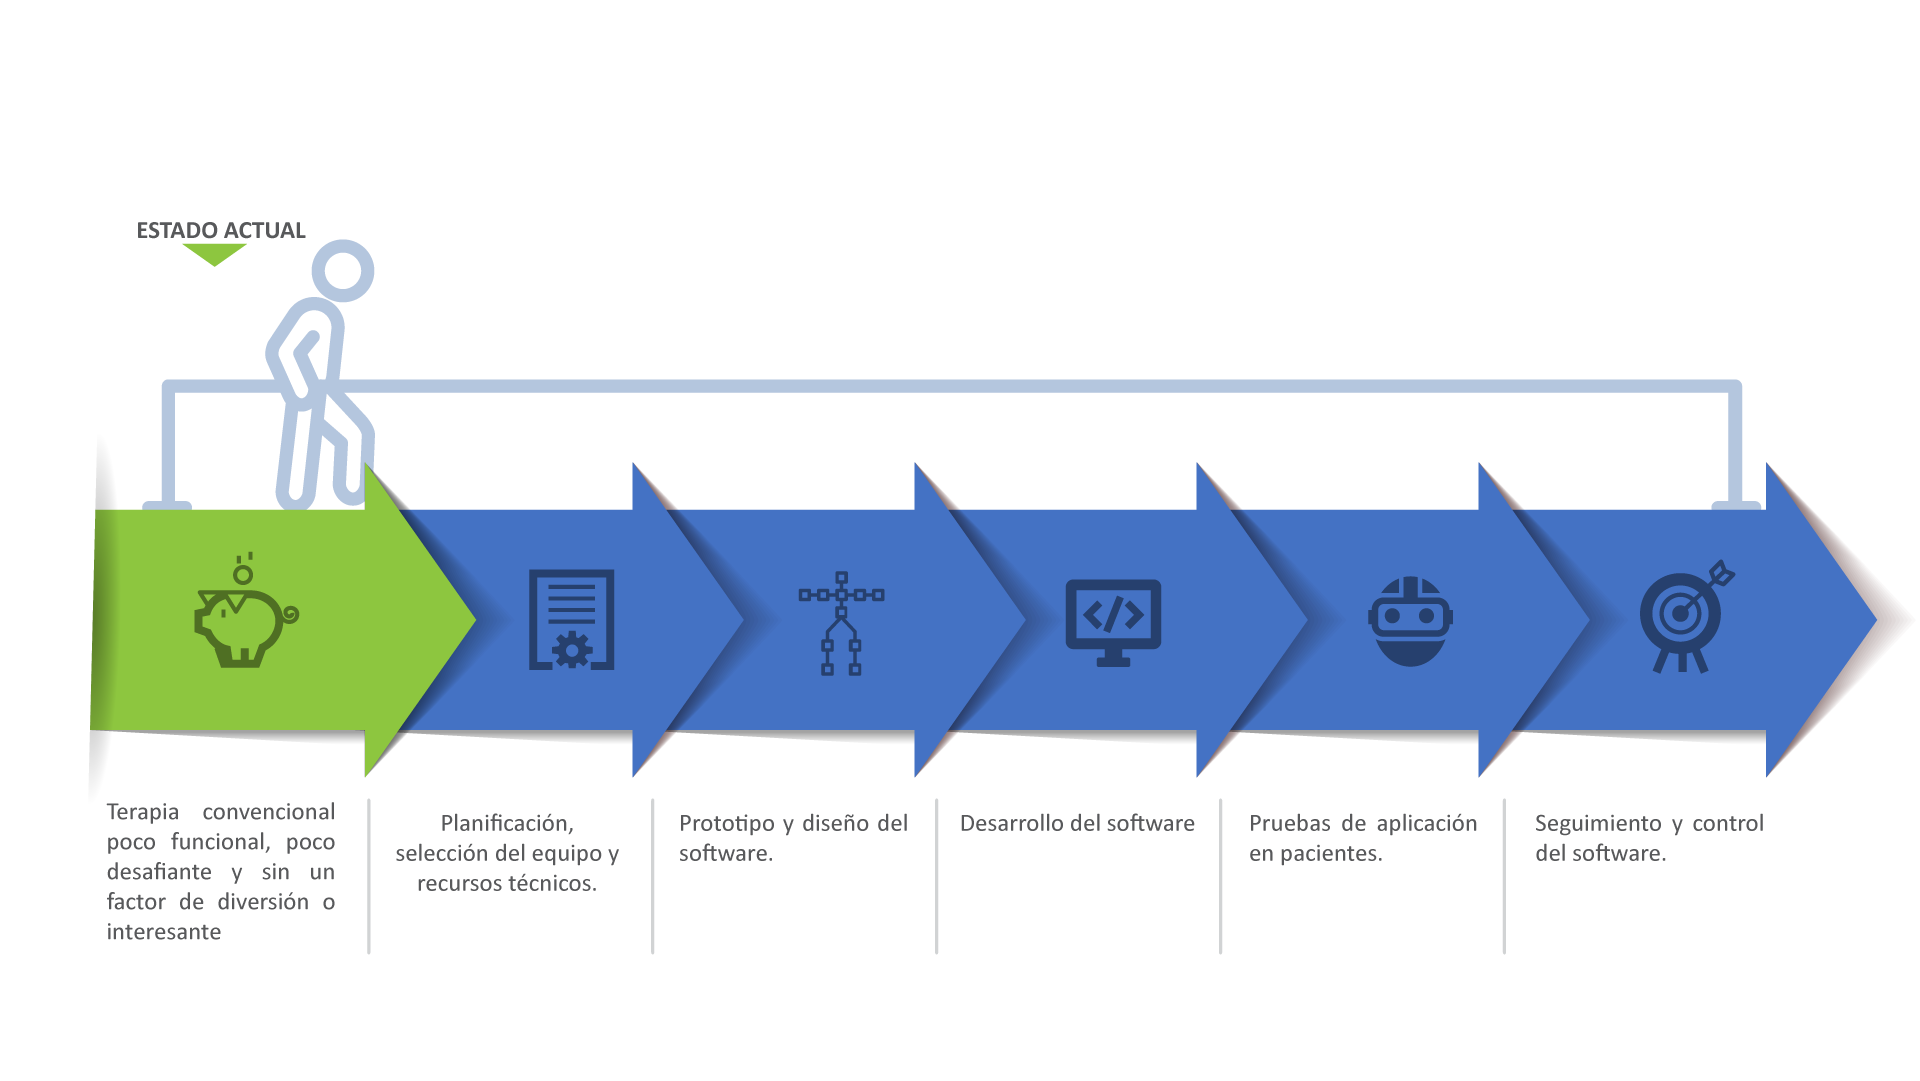 ESTADO ACTUAL
Terapia convencional
poco funcional, poco
desafiante y sin un
factor de diversión o
interesante
Planificación,
selección del equipo y
recursos técnicos.
Prototipo y diseño del
software.
Desarrollo del software
Pruebas de aplicación
en pacientes.
Seguimiento y control
del software.